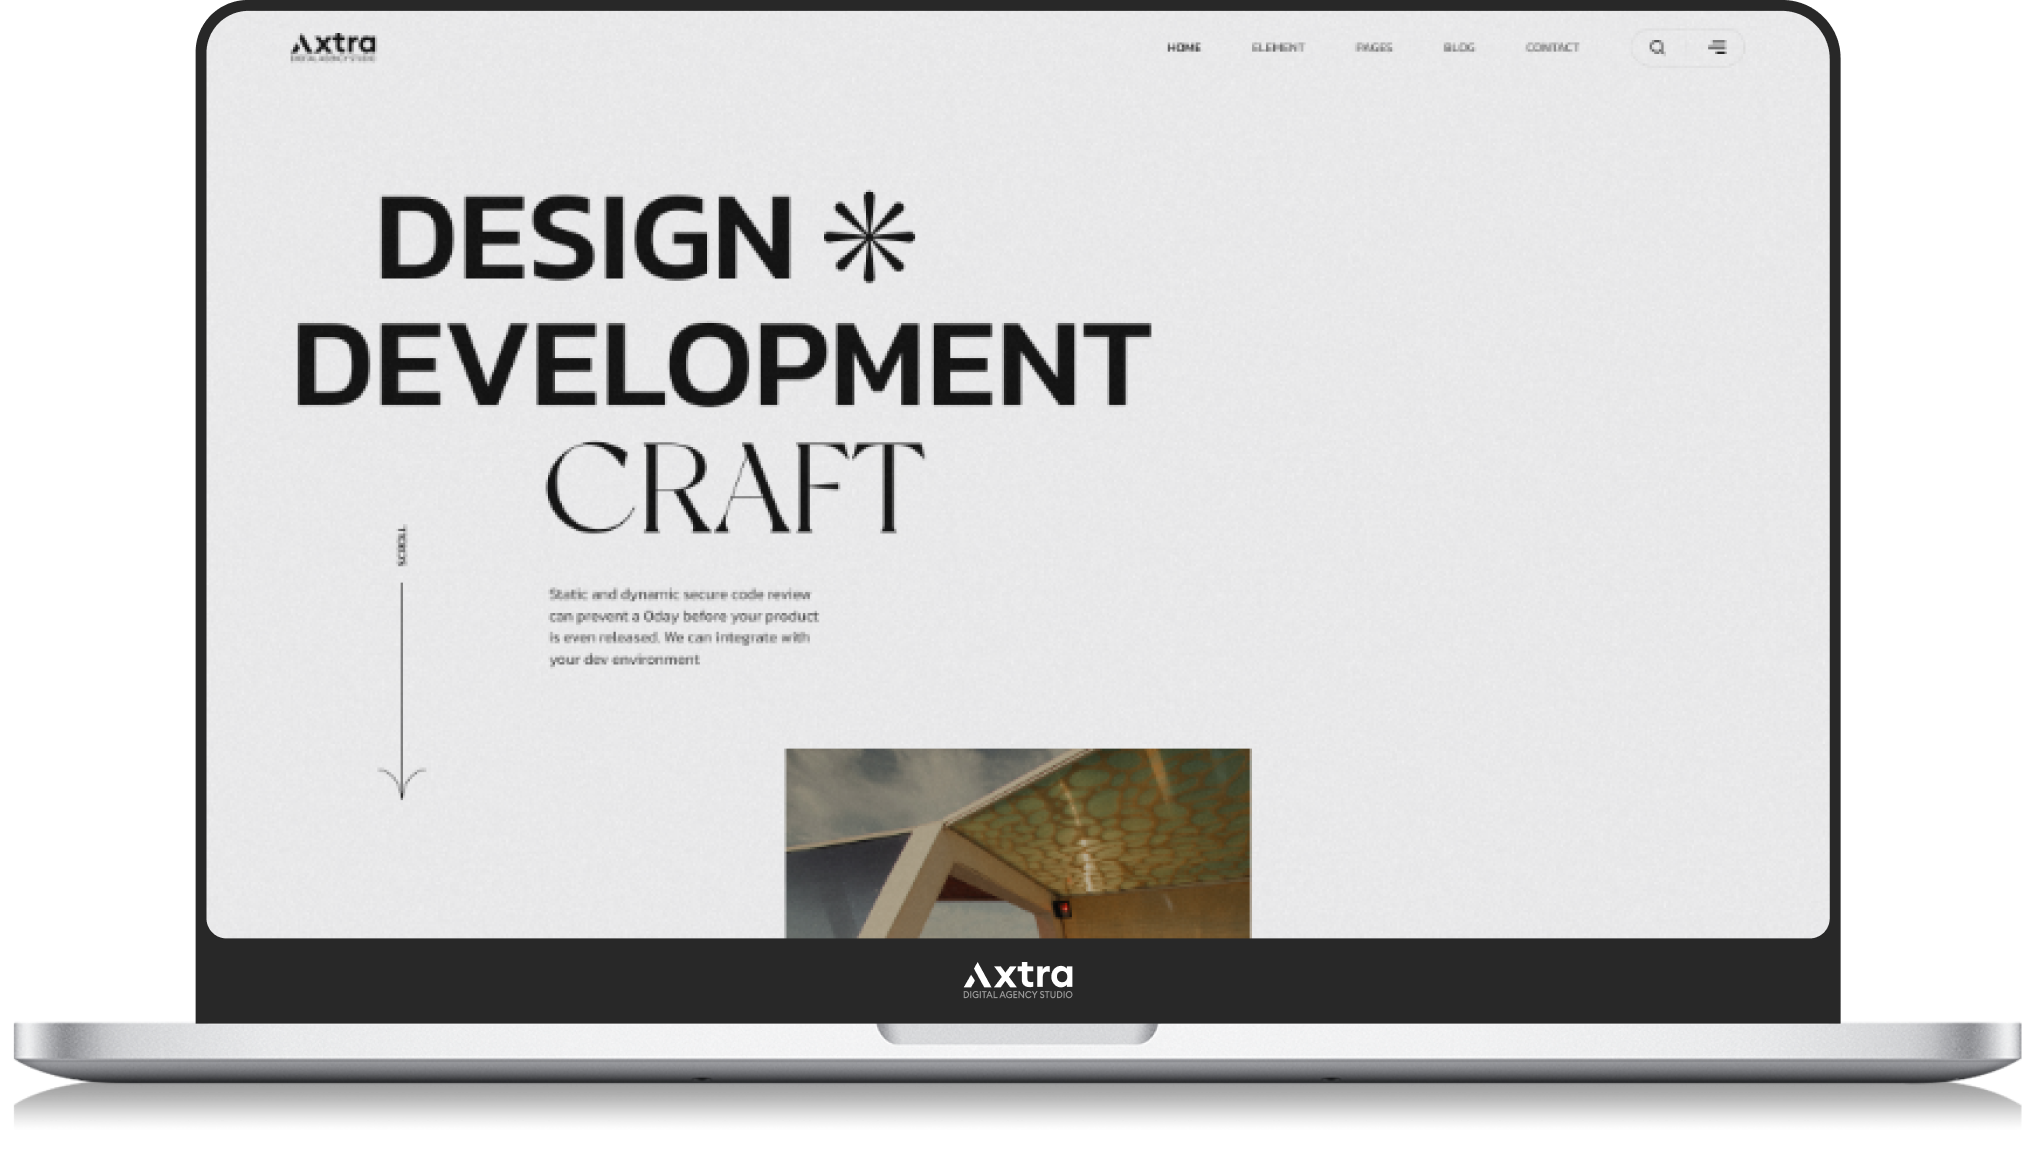 Axtra
DIGITAL AGENCY STUDIO
HOME ELEMENT PAGES BLOG CONTACT
DESIGN
DEVELOPMENT
CRAFT
SCROLL
Static and dynamic secure code review
can prevent a 0day before your product
is even released. We can integrate with
your dev environment
Axtra
DIGITAL AGENCY STUDIO